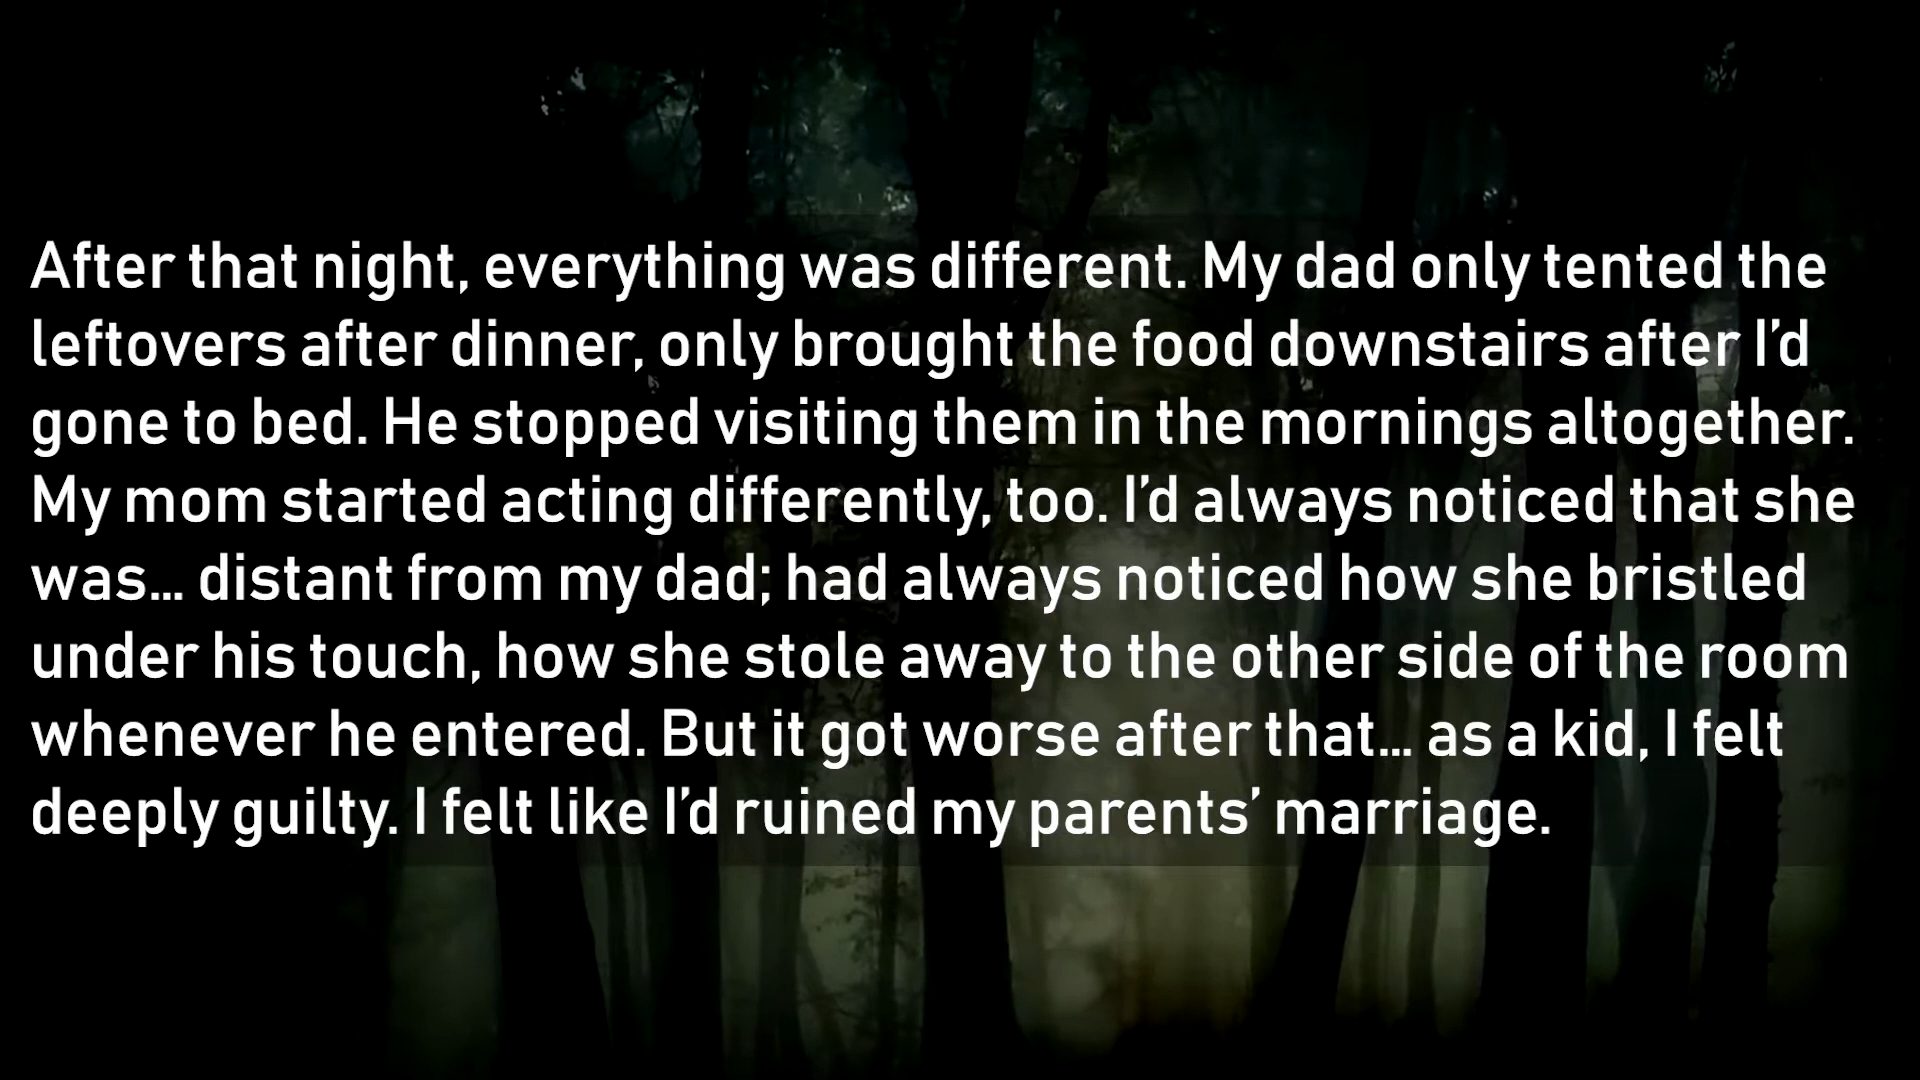 After that night, everything was different. My dad only tented the
leftovers after dinner, only brought the food downstairs after I’d
gone to bed. He stopped visiting them in the mornings altogether.
My mom started acting differently, too. I’d always noticed that she
was... distant from my dad; had always noticed how she bristled
under his touch, how she stole away to the other side of the room
whenever he entered. But it got worse after that... as a kid, I felt
deeply guilty. I felt like I’d ruined my parents’ marriage.